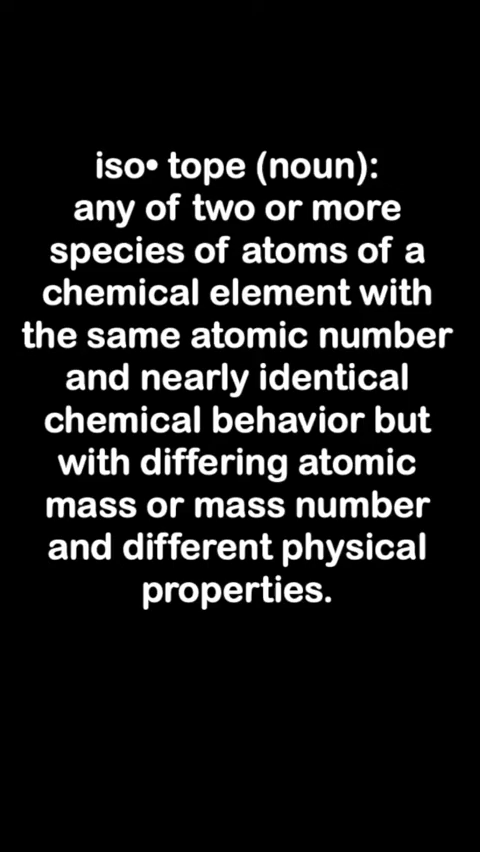 iso• tope (noun):
any of two or more
species of atoms of a
chemical element with
the same atomic number
and nearly identical
chemical behavior but
with differing atomic
mass or mass number
and different physical
properties.